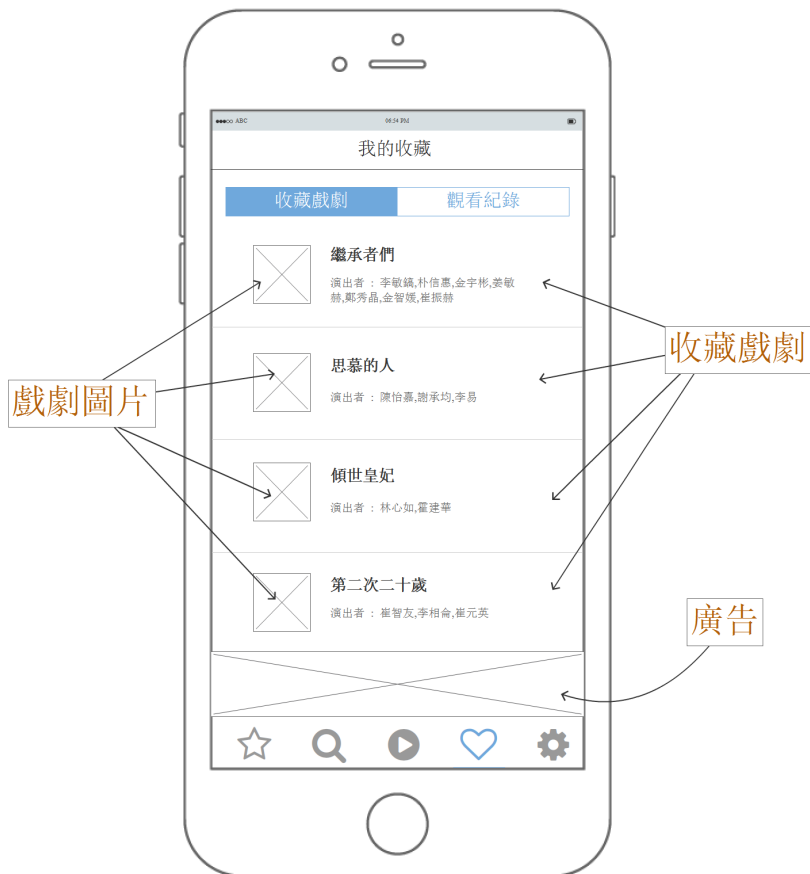 ABC 08:34 PM
我的收藏
收藏戲劇 觀看紀錄
繼承者們
演出者 : 李敏鎬,朴信惠,金宇彬,姜敏
赫,鄭秀晶,金智媛,崔振赫
收藏戲劇
思慕的人
戲劇圖片
演出者 : 陳怡嘉,謝承均,李易
傾世皇妃
演出者 : 林心如,霍建華
第二次二十歲
演出者 : 崔智友,李相侖,崔元英
廣告